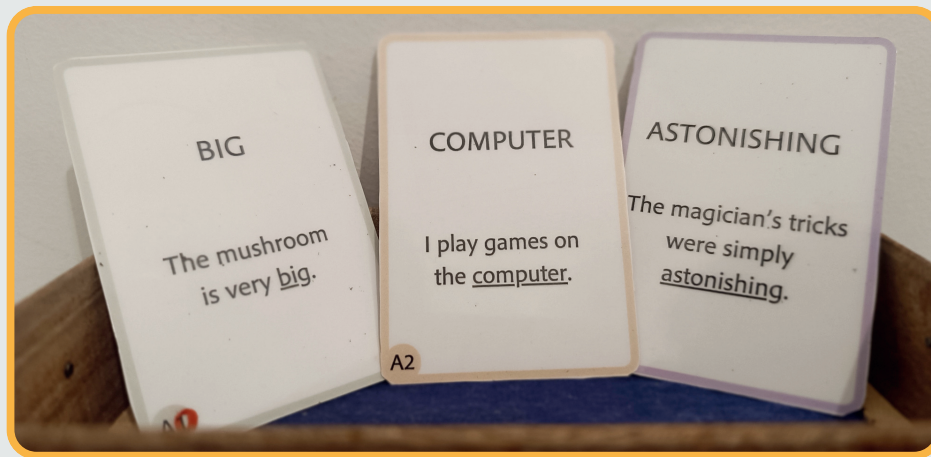 BIG
The mushroom
is very big.
A1
COMPUTER
I play games on
the computer.
A2
ASTONISHING
The magician's tricks
were simply
astonishing.